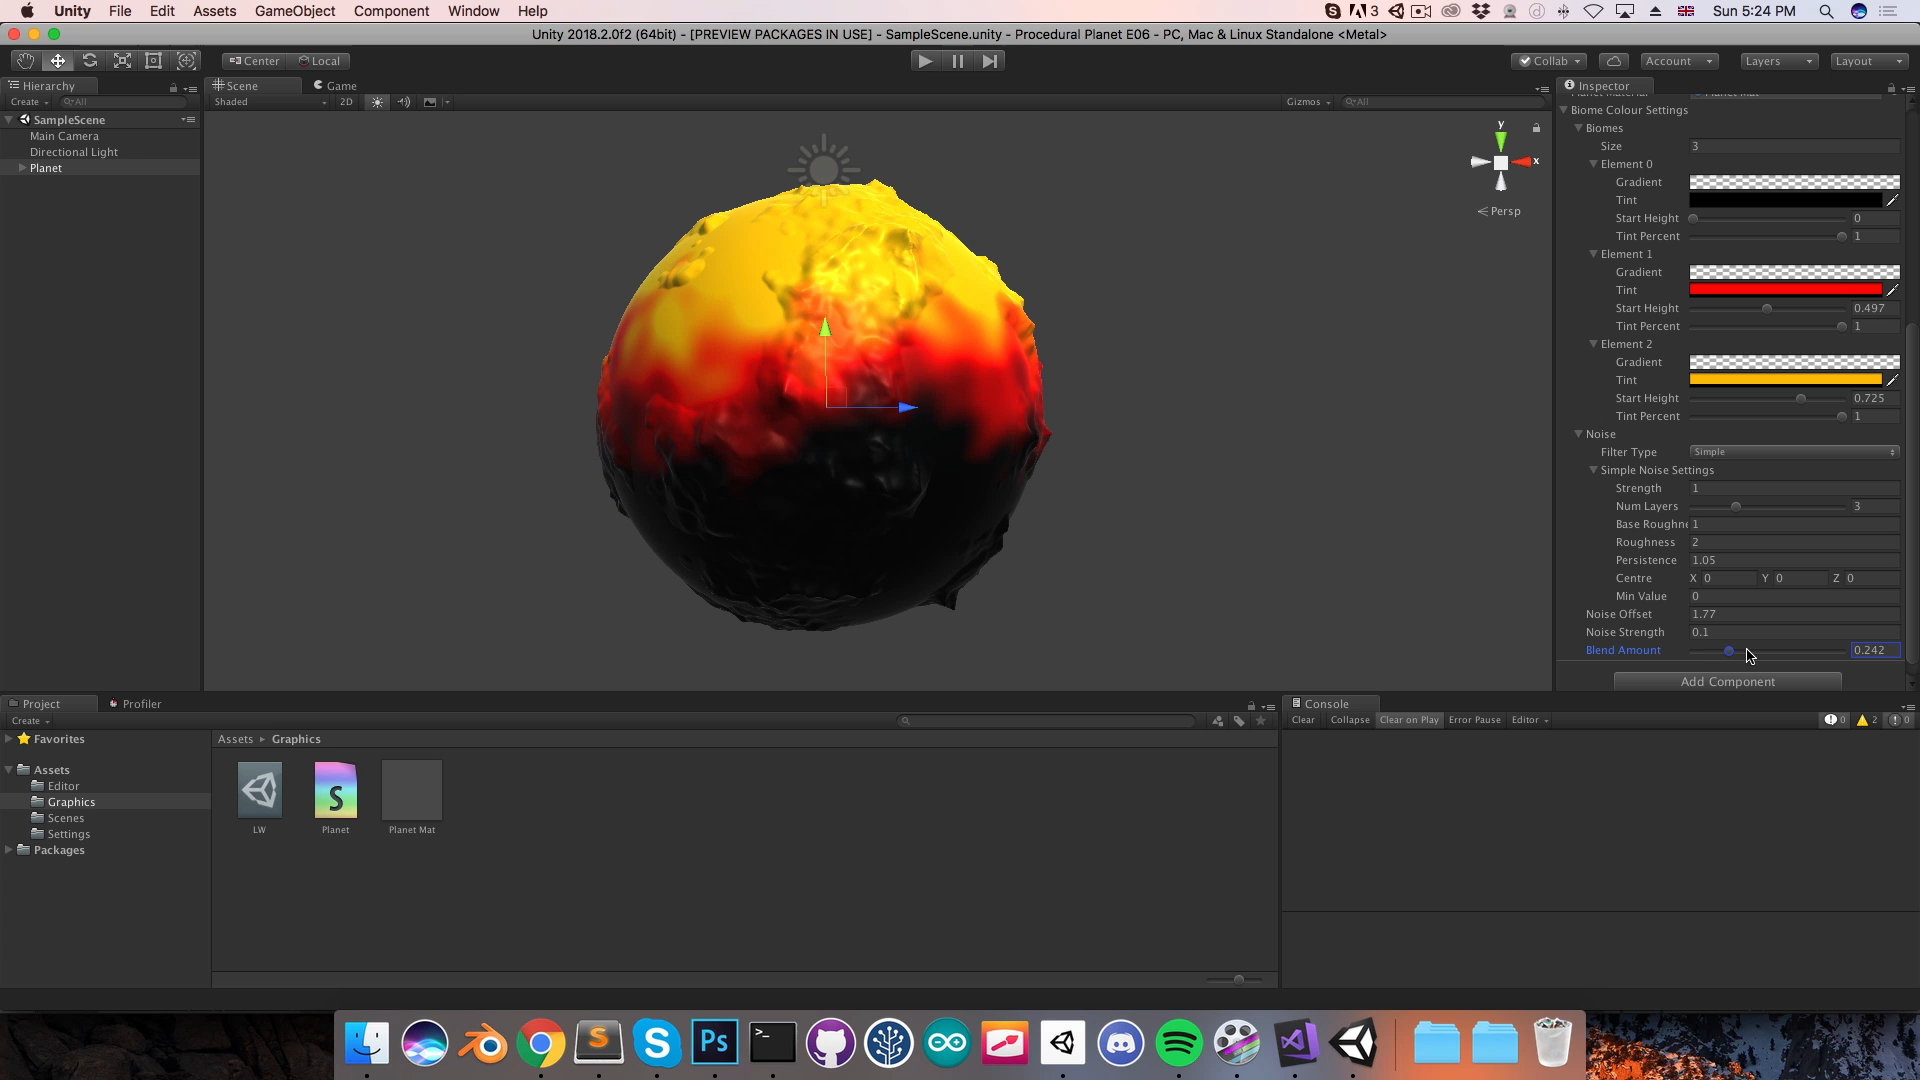 Unity File Edit Assets GameObject Component Window Help
3 Sun 5:24 PM
Unity 2018.2.0f2 (64bit) - [PREVIEW PACKAGES IN USE] - SampleScene.unity - Procedural Planet E06 - PC, Mac & Linux Standalone <Metal>
Center Local
Collab Account Layers Layout
Hierarchy
Create All
SampleScene
Main Camera
Directional Light
Planet
Scene Game
Shaded 2D Gizmos All
y
x
Persp
Inspector
Biome Colour Settings
Biomes
Size 3
Element 0
Gradient
Tint
Start Height 0
Tint Percent 1
Element 1
Gradient
Tint
Start Height 0.497
Tint Percent 1
Element 2
Gradient
Tint
Start Height 0.725
Tint Percent 1
Noise
Filter Type Simple
Simple Noise Settings
Strength 1
Num Layers 3
Base Roughne 1
Roughness 2
Persistence 1.05
Centre X 0 Y 0 Z 0
Min Value 0
Noise Offset 1.77
Noise Strength 0.1
Blend Amount 0.242
Add Component
Project Profiler
Create
Favorites
Assets
Editor
Graphics
Scenes
Settings
Packages
Assets ▸ Graphics
S
LW Planet Planet Mat
Console
Clear Collapse Clear on Play Error Pause Editor 0 2 0
S S Ps >_